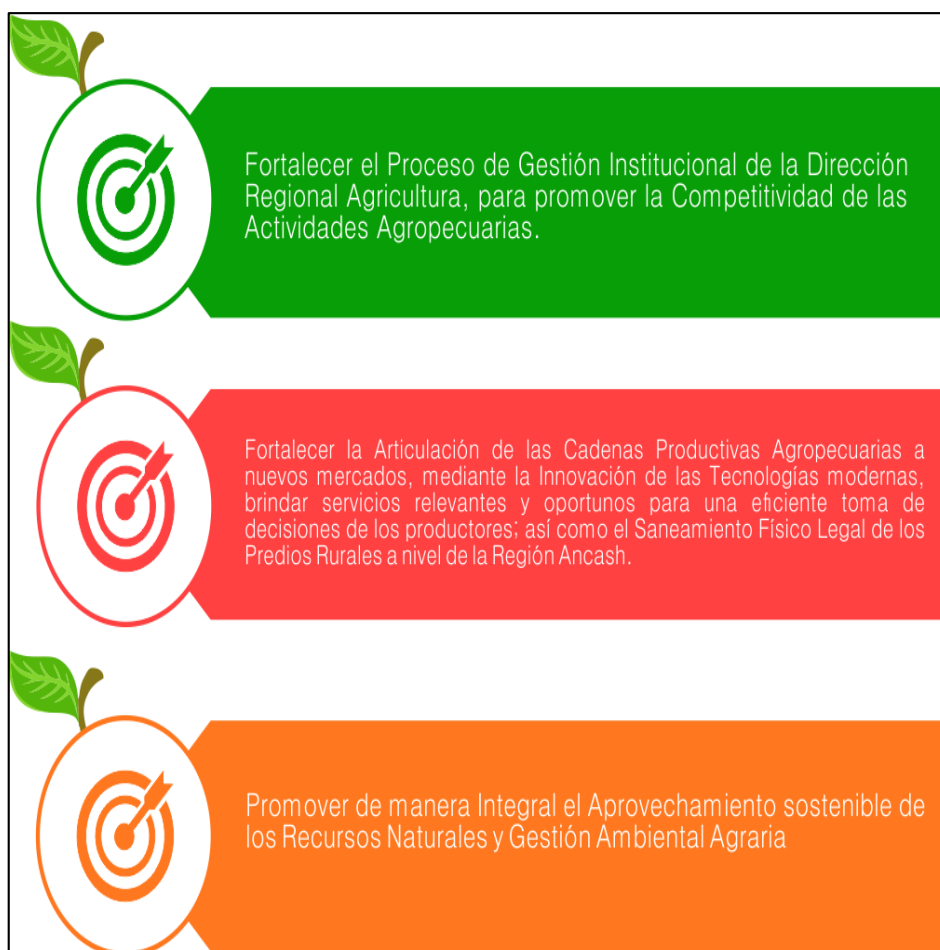 Fortalecer el Proceso de Gestión Institucional de la Dirección
Regional Agricultura, para promover la Competitividad de las
Actividades Agropecuarias.
Fortalecer la Articulación de las Cadenas Productivas Agropecuarias a
nuevos mercados, mediante la Innovación de las Tecnologías modernas,
brindar servicios relevantes y oportunos para una eficiente toma de
decisiones de los productores; así como el Saneamiento Físico Legal de los
Predios Rurales a nivel de la Región Ancash.
Promover de manera Integral el Aprovechamiento sostenible de
los Recursos Naturales y Gestión Ambiental Agraria